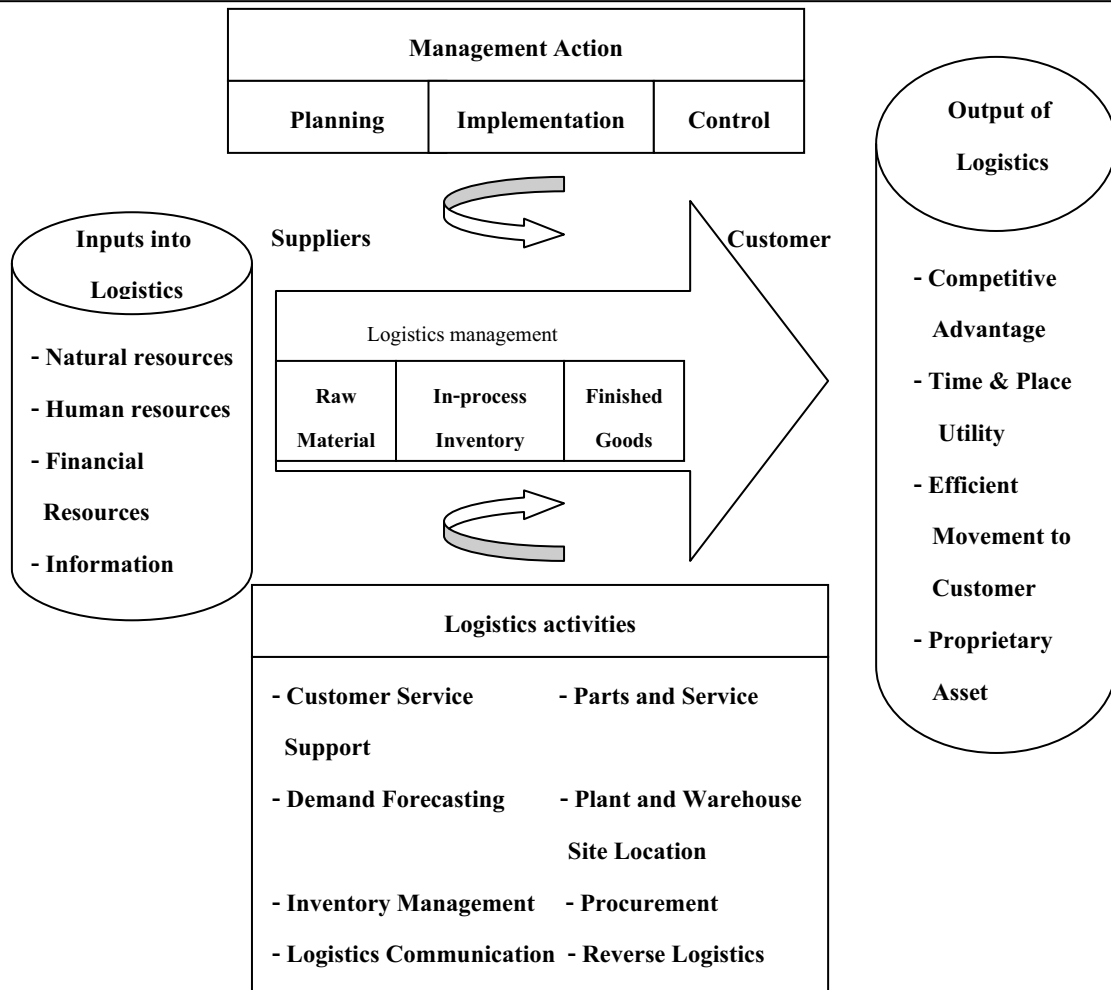 Management Action
Planning Implementation Control
Output of
Logistics
Inputs into
Logistics
- Natural resources
- Human resources
- Financial
Resources
- Information
Suppliers
Customer
Logistics management
Raw
Material
In-process
Inventory
Finished
Goods
- Competitive
Advantage
- Time & Place
Utility
- Efficient
Movement to
Customer
- Proprietary
Asset
Logistics activities
- Customer Service
Support
- Parts and Service
- Demand Forecasting
- Plant and Warehouse
Site Location
- Inventory Management - Procurement
- Logistics Communication - Reverse Logistics